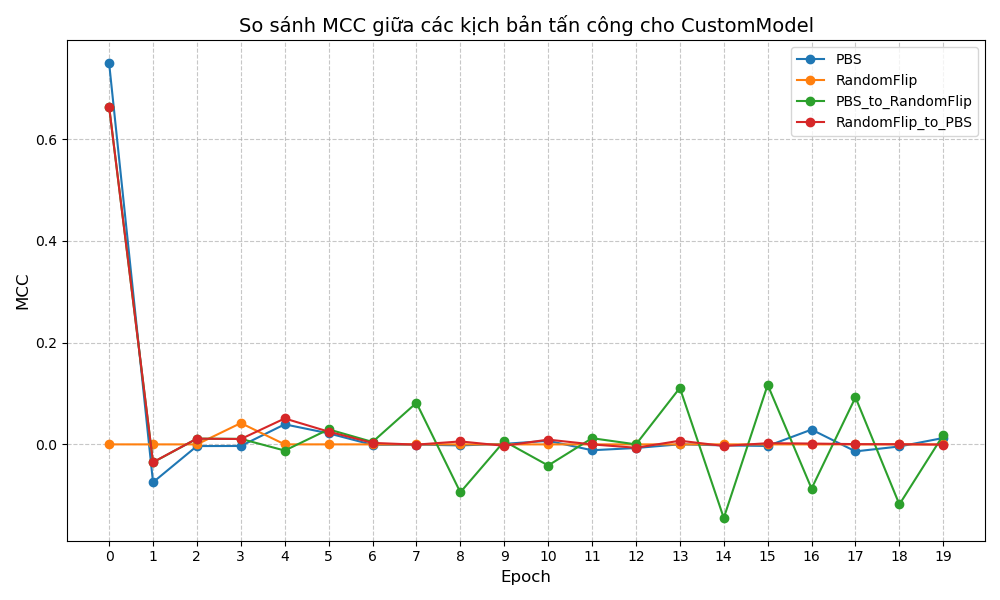 So sánh MCC giữa các kịch bản tấn công cho CustomModel
PBS
RandomFlip
PBS_to_RandomFlip
RandomFlip_to_PBS
MCC
0.6
0.4
0.2
0.0
0 1 2 3 4 5 6 7 8 9 10 11 12 13 14 15 16 17 18 19
Epoch